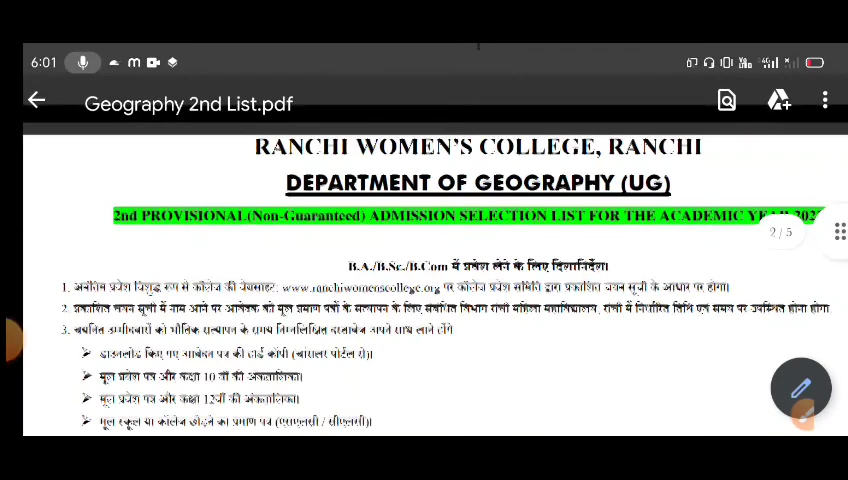 6:01
Geography 2nd List.pdf
RANCHI WOMEN'S COLLEGE, RANCHI
DEPARTMENT OF GEOGRAPHY (UG)
2nd PROVISIONAL(Non-Guaranteed) ADMISSION SELECTION LIST FOR THE ACADEMIC YEAR 202
2 / 5
B.A./B.Sc./B.Com में प्रवेश लेने के लिए दिशानिर्देश।
1. अनंतिम प्रवेश विशुद्ध रूप से कॉलेज की वेबसाइट: www.ranchiwomenscollege.org पर कॉलेज प्रवेश समिति द्वारा प्रकाशित चयन सूची के आधार पर होगा।
2. प्रकाशित चयन सूची में नाम आने पर आवेदक को मूल प्रमाण पत्रों के सत्यापन के लिए संबंधित विभाग रांची महिला महाविद्यालय, रांची में निर्धारित तिथि एवं समय पर उपस्थित होना होगा
3. चयनित उम्मीदवारों को भौतिक सत्यापन के समय निम्नलिखित दस्तावेज अपने साथ लाने होंगे
➢ डाउनलोड किए गए आवेदन पत्र की हार्ड कॉपी (चांसलर पोर्टल से)।
➢ मूल प्रवेश पत्र और कक्षा 10 वीं की अंकतालिका।
➢ मूल प्रवेश पत्र और कक्षा 12वीं की अंकतालिका।
➢ मूल स्कूल या कॉलेज छोड़ने का प्रमाण पत्र (एसएलसी / सीएलसी)।